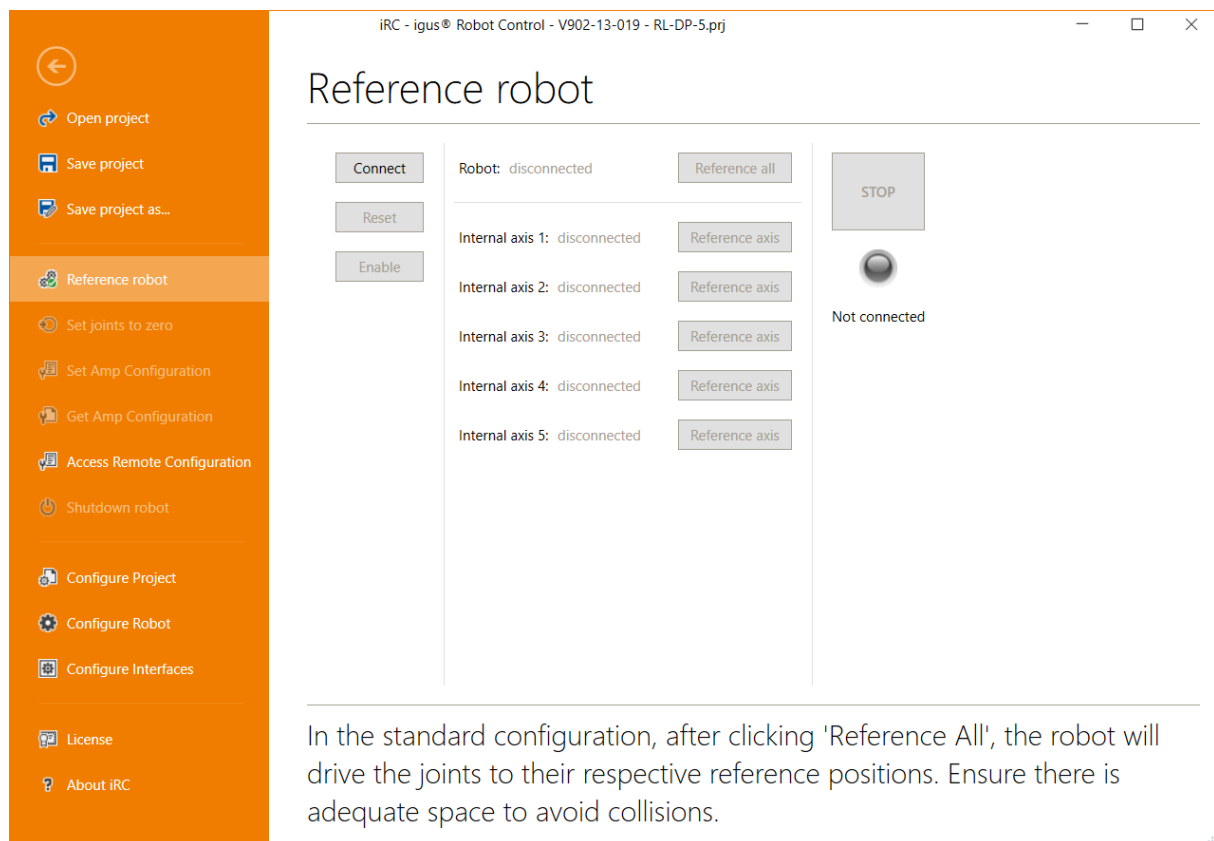 iRC - igus® Robot Control - V902-13-019 - RL-DP-5.prj
Open project
Save project
Save project as...
Reference robot
Set joints to zero
Set Amp Configuration
Get Amp Configuration
Access Remote Configuration
Shutdown robot
Configure Project
Configure Robot
Configure Interfaces
License
About iRC
Reference robot
Connect
Reset
Enable
Robot: disconnected Reference all
Internal axis 1: disconnected Reference axis
Internal axis 2: disconnected Reference axis
Internal axis 3: disconnected Reference axis
Internal axis 4: disconnected Reference axis
Internal axis 5: disconnected Reference axis
STOP
Not connected
In the standard configuration, after clicking 'Reference All', the robot will
drive the joints to their respective reference positions. Ensure there is
adequate space to avoid collisions.